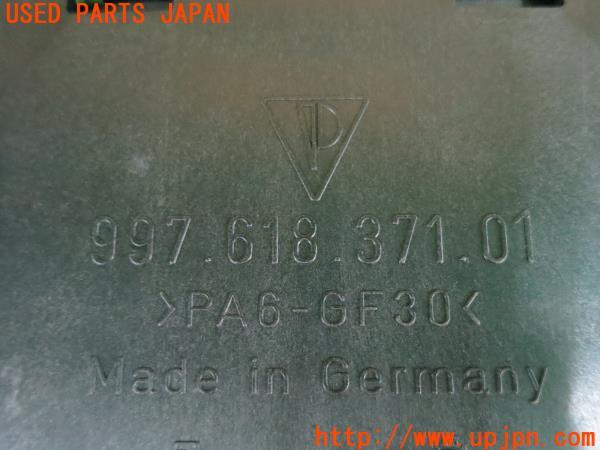 USED PARTS JAPAN
P
997.618.371.01
>PA6-GF30<
Made in Germany
http://www.upjpn.com